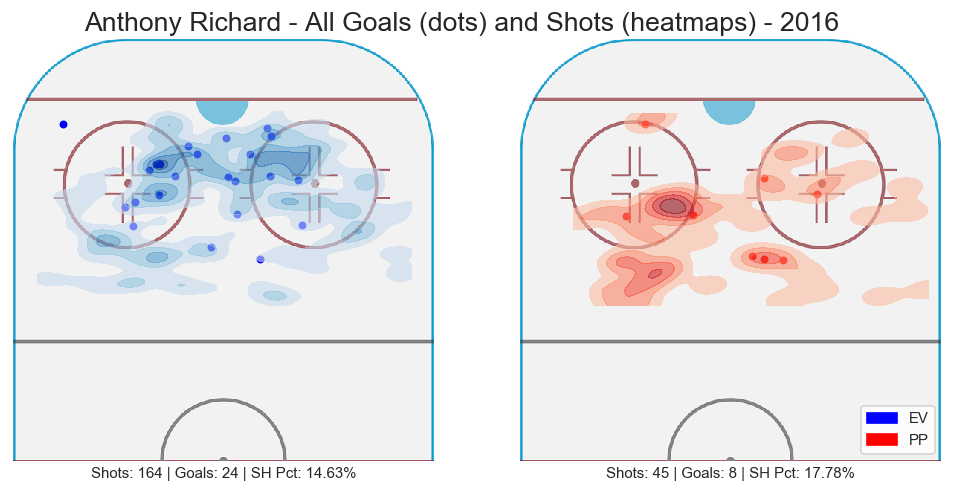 Anthony Richard - All Goals (dots) and Shots (heatmaps) - 2016
EV
PP
Shots: 164 | Goals: 24 | SH Pct: 14.63%
Shots: 45 | Goals: 8 | SH Pct: 17.78%